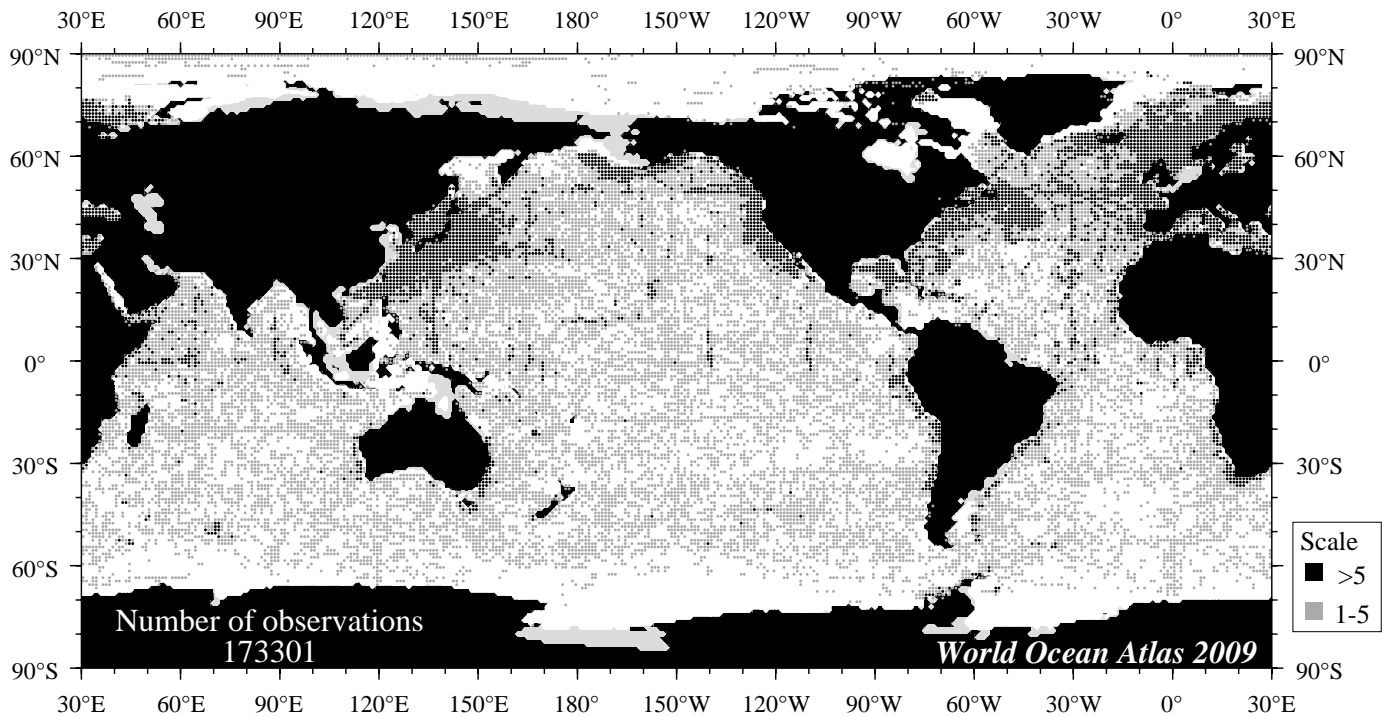 30°E 60°E 90°E 120°E 150°E 180° 150°W 120°W 90°W 60°W 30°W 0° 30°E
90°N 90°N
60°N 60°N
30°N 30°N
0° 0°
30°S 30°S
Scale
>5
60°S 60°S
1-5
Number of observations
173301
World Ocean Atlas 2009
90°S 90°S
30°E 60°E 90°E 120°E 150°E 180° 150°W 120°W 90°W 60°W 30°W 0° 30°E